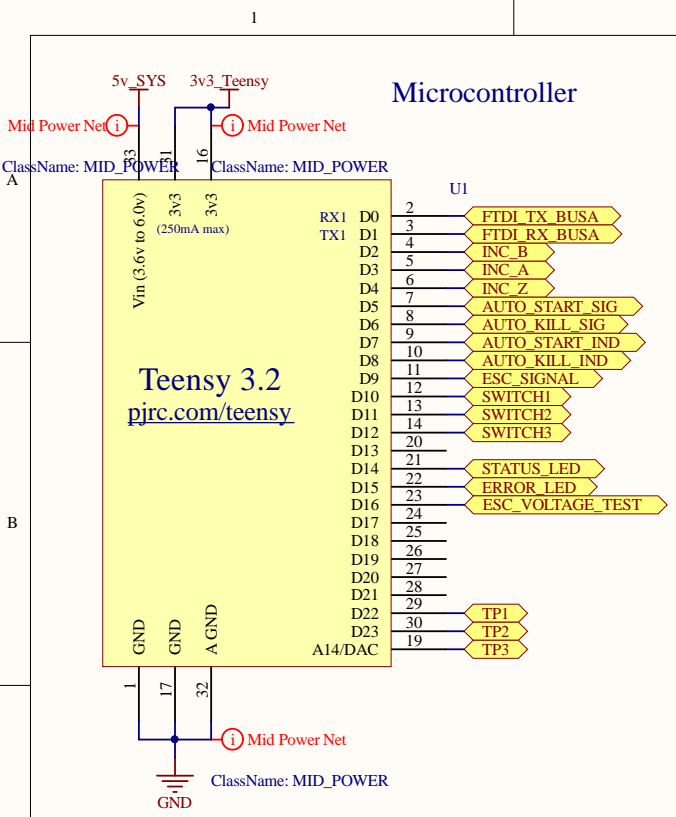 1
5v_SYS 3v3_Teensy
Microcontroller
Mid Power Net i i Mid Power Net
ClassName: MID_POWER ClassName: MID_POWER
A
33 31 16
U1
Vin (3.6v to 6.0v) 3v3 3v3
(250mA max)
RX1 D0 2 FTDI_TX_BUSA
TX1 D1 3 FTDI_RX_BUSA
D2 4 INC_B
D3 5 INC_A
D4 6 INC_Z
D5 7 AUTO_START_SIG
D6 8 AUTO_KILL_SIG
D7 9 AUTO_START_IND
D8 10 AUTO_KILL_IND
D9 11 ESC_SIGNAL
Teensy 3.2
pjrc.com/teensy
D10 12 SWITCH1
D11 13 SWITCH2
D12 14 SWITCH3
D13 20
D14 21 STATUS_LED
D15 22 ERROR_LED
D16 23 ESC_VOLTAGE_TEST
B
D17 24
D18 25
D19 26
D20 27
D21 28
D22 29 TP1
D23 30 TP2
A14/DAC 19 TP3
GND GND A GND
1 17 32
i Mid Power Net
ClassName: MID_POWER
GND